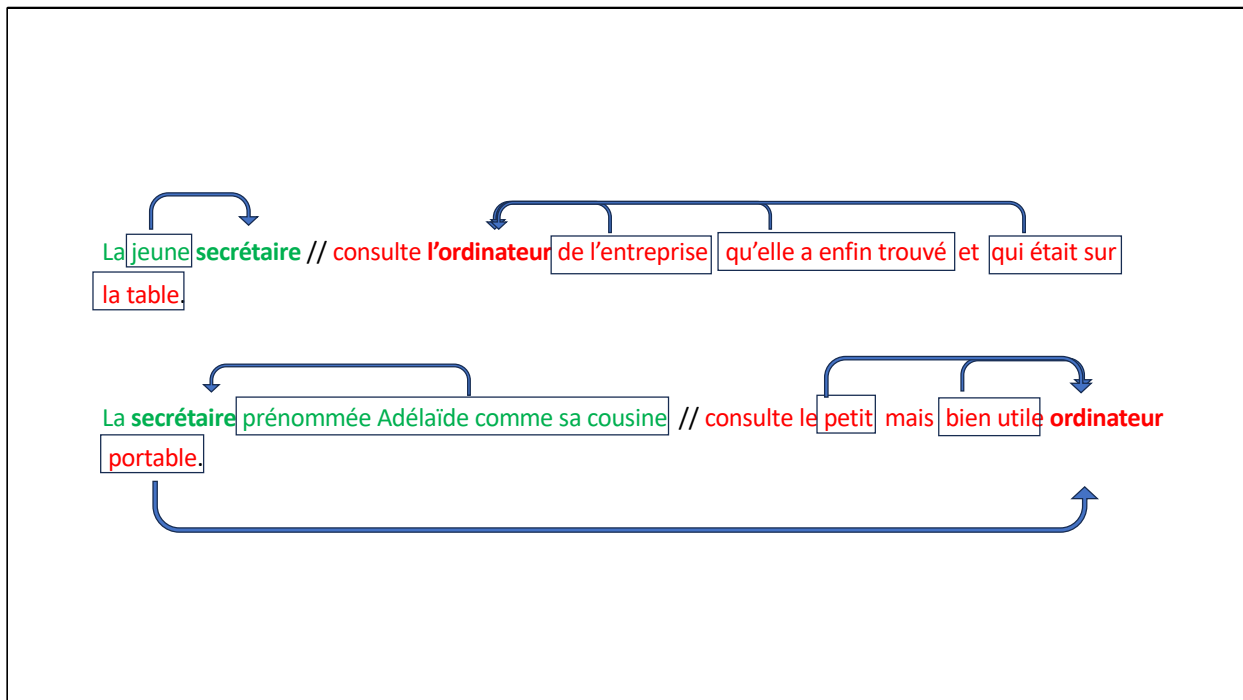 La jeune secrétaire // consulte l’ordinateur de l’entreprise qu’elle a enfin trouvé et qui était sur
la table.
La secrétaire prénommée Adélaïde comme sa cousine // consulte le petit mais bien utile ordinateur
portable.